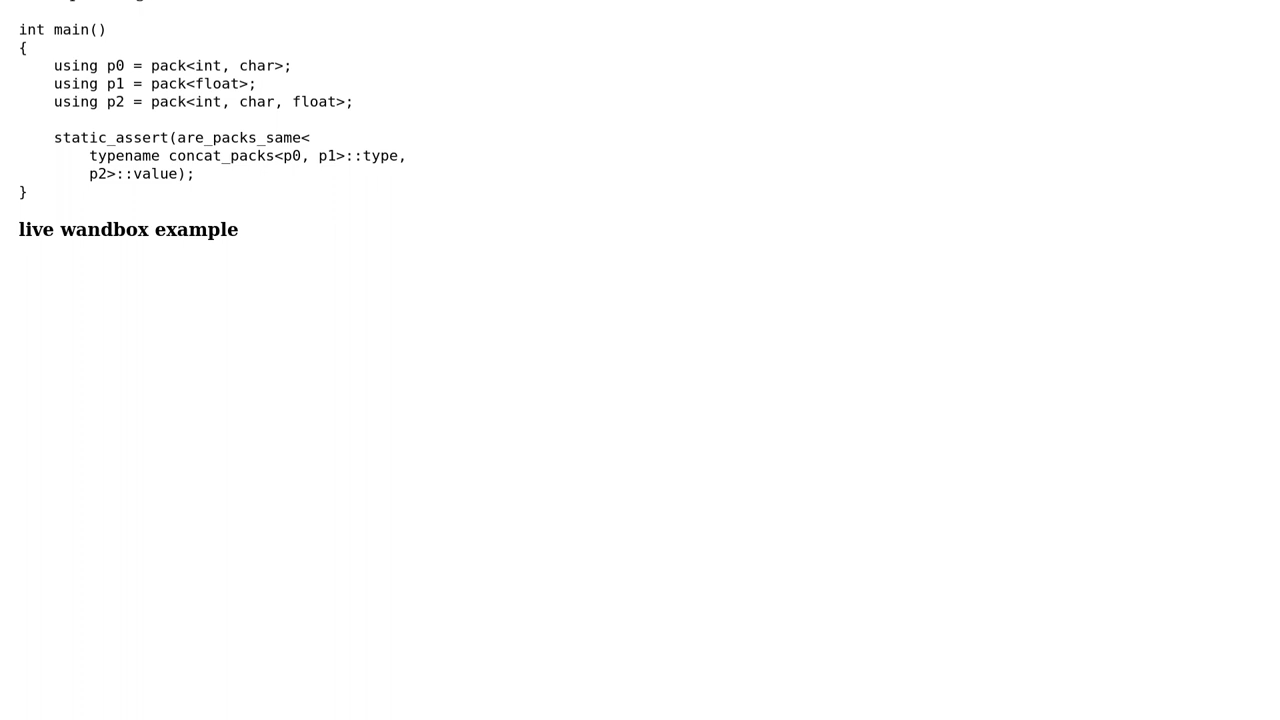 int main()
{
    using p0 = pack<int, char>;
    using p1 = pack<float>;
    using p2 = pack<int, char, float>;

    static_assert(are_packs_same<
        typename concat_packs<p0, p1>::type,
        p2>::value);
}
live wandbox example